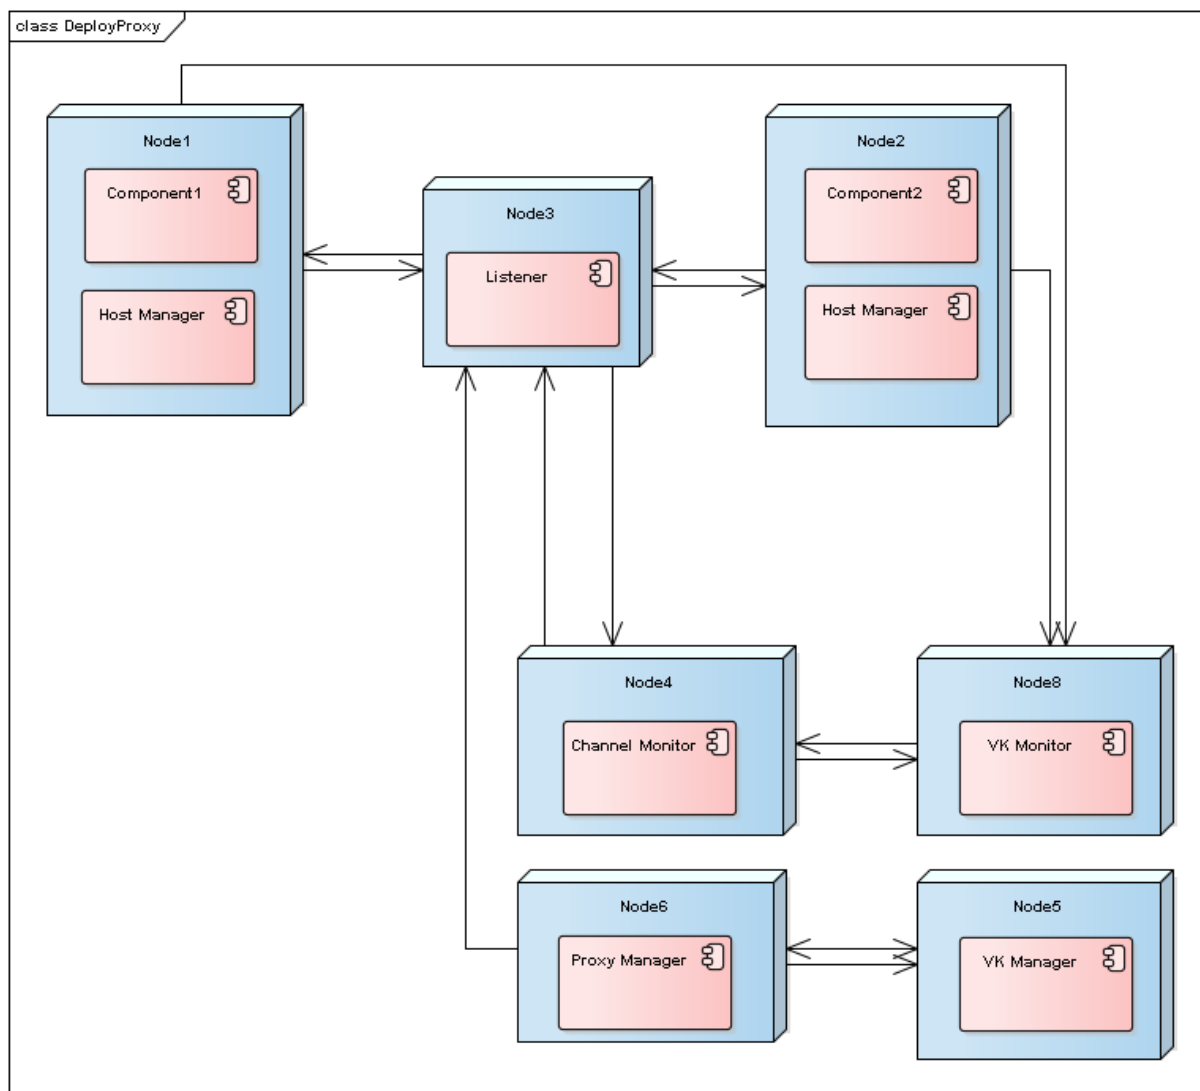 class DeployProxy
Node1
Component1
Host Manager
Node3
Listener
Node2
Component2
Host Manager
Node4
Channel Monitor
Node8
VK Monitor
Node6
Proxy Manager
Node5
VK Manager